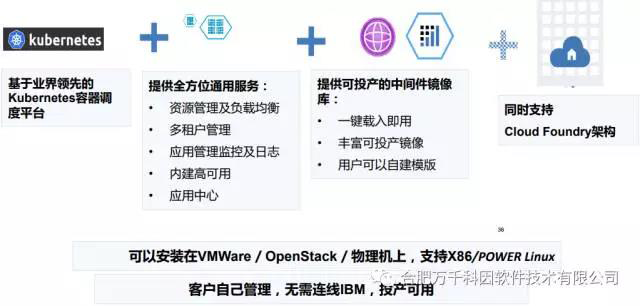 kubernetes
基于业界领先的
Kubernetes容器调
度平台
提供全方位通用服务：
• 资源管理及负载均衡
• 多租户管理
• 应用管理监控及日志
• 内建高可用
• 应用中心
提供可投产的中间件镜像
库：
• 一键载入即用
• 丰富可投产镜像
• 用户可以自建模版
同时支持
Cloud Foundry架构
36
可以安装在VMWare / OpenStack / 物理机上，支持X86/POWER Linux
客户自己管理，无需连线IBM，投产可用
合肥万千科因软件技术有限公司